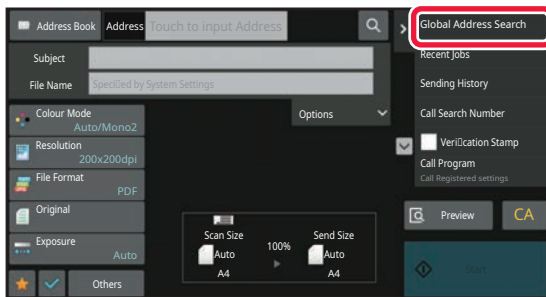 Address Book
Address
Touch to input Address
Global Address Search
Subject
Recent Jobs
File Name
Specified by System Settings
Sending History
Colour Mode
Auto/Mono2
Options
Call Search Number
Resolution
200x200dpi
Verification Stamp
File Format
PDF
Call Program
Call Registered settings
Original
Preview
CA
Scan Size
100%
Send Size
Exposure
Auto
Auto
Auto
A4
A4
Start
Others